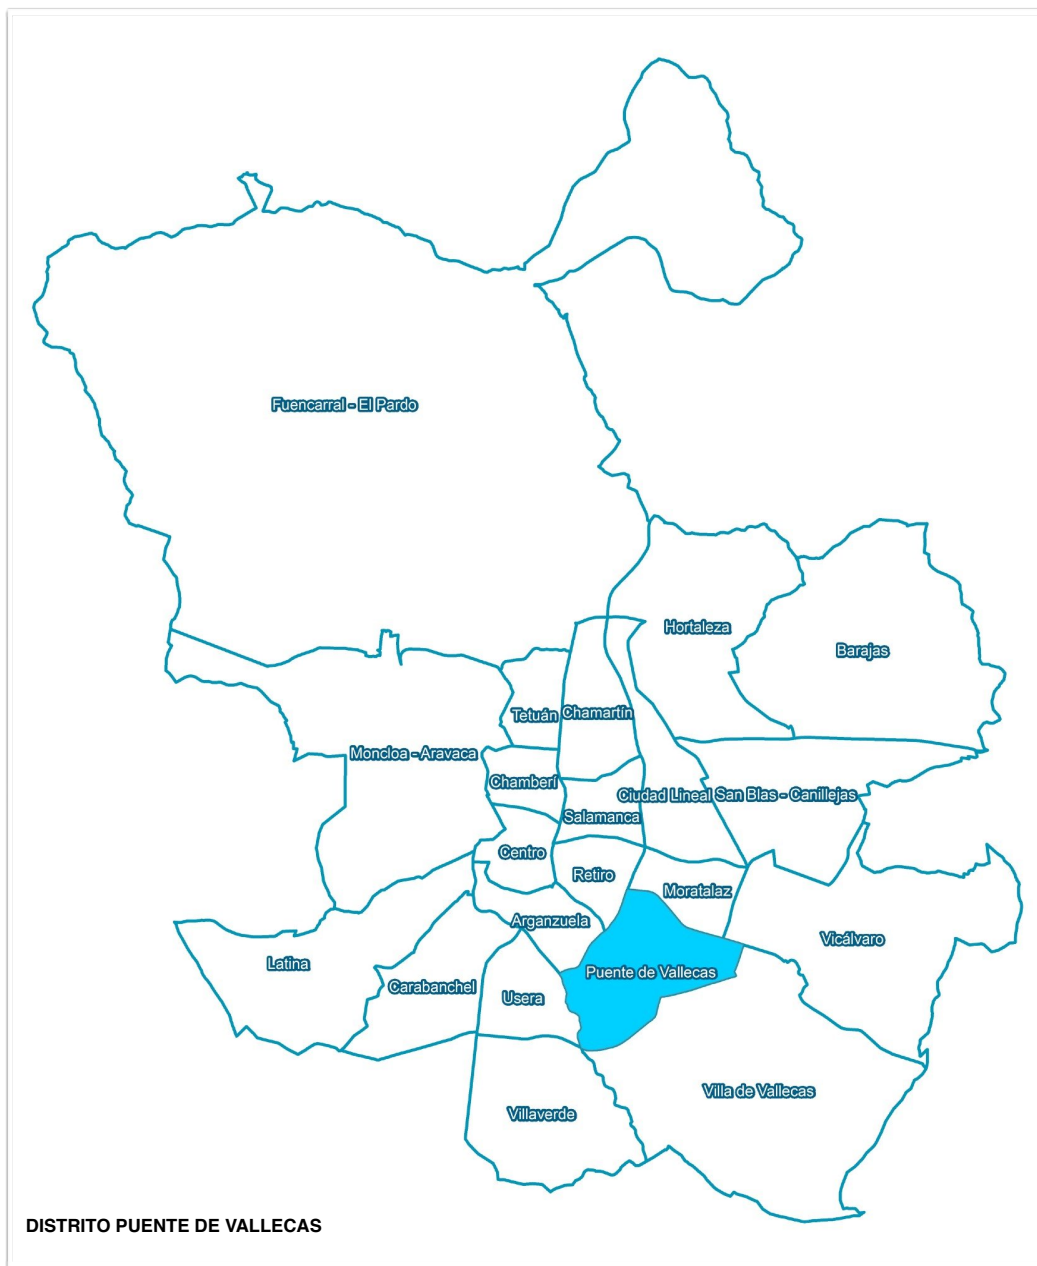 Fuencarral - El Pardo
Hortaleza
Barajas
Tetuán
Chamartín
Moncloa - Aravaca
Chamberí
Ciudad Lineal
San Blas - Canillejas
Salamanca
Centro
Retiro
Moratalaz
Arganzuela
Vicálvaro
Latina
Puente de Vallecas
Carabanchel
Usera
Villa de Vallecas
Villaverde
DISTRITO PUENTE DE VALLECAS